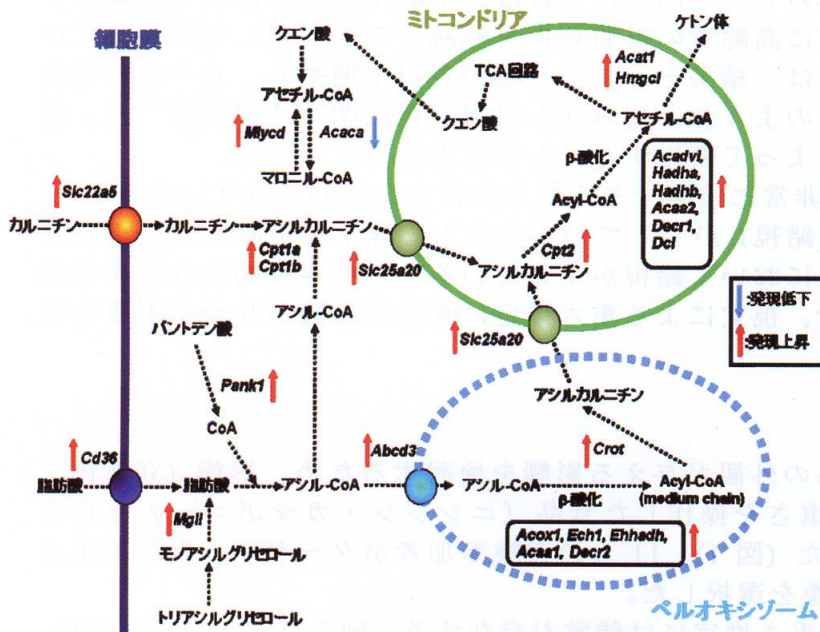 細胞膜
ミトコンドリア
ケトン体
クエン酸
TCA回路
Acat1
Hmgcl
アセチル-CoA
クエン酸
アセチル-CoA
Mlycd
Acaca
β-酸化
マロニル-CoA
Acyl-CoA
Acadvl,
Hadha,
Hadhb,
Acaa2,
Decr1,
Dci
Slc22a5
カルニチン
カルニチン
アシルカルニチン
Cpt1a
Cpt1b
Slc25a20
Cpt2
アシルカルニチン
:発現低下
:発現上昇
アシル-CoA
パントテン酸
Slc25a20
Pank1
アシルカルニチン
CoA
Cd36
Abcd3
Crot
脂肪酸
脂肪酸
アシル-CoA
アシル-CoA
Acyl-CoA
(medium chain)
β-酸化
Mgll
モノアシルグリセロール
Acox1, Ech1, Ehhadh,
Acaa1, Decr2
トリアシルグリセロール
ペルオキシソーム